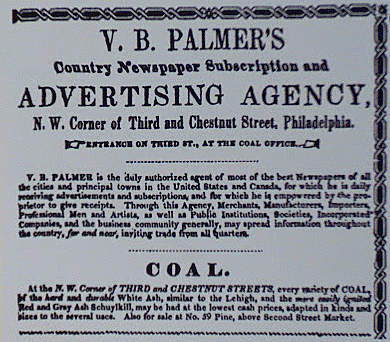 V. B. PALMER'S
Country Newspaper Subscription and
ADVERTISING AGENCY,
N. W. Corner of Third and Chestnut Street, Philadelphia.
ENTRANCE ON THIRD ST., AT THE COAL OFFICE.
V. B. PALMER is the duly authorized agent of most of the best Newspapers of all
the cities and principal towns in the United States and Canada, for which he is daily
receiving advertisements and subscriptions, and for which he is empowered by the pro-
prietor to give receipts. Through this Agency, Merchants, Manufacturers, Importers,
Professional Men and Artists, as well as Public Institutions, Societies, Incorporated
Companies, and the business community generally, may spread information throughout
the country, far and near, inviting trade from all quarters.
COAL.
At the N. W. Corner of THIRD and CHESTNUT STREETS, every variety of COAL,
of the hard and durable White Ash, similar to the Lehigh, and the more easily ignited
Red and Gray Ash Schuylkill, may be had at the lowest cash prices, adapted in kinds and
sizes to the several uses. Also for sale at No. 59 Pine, above Second Street Market.